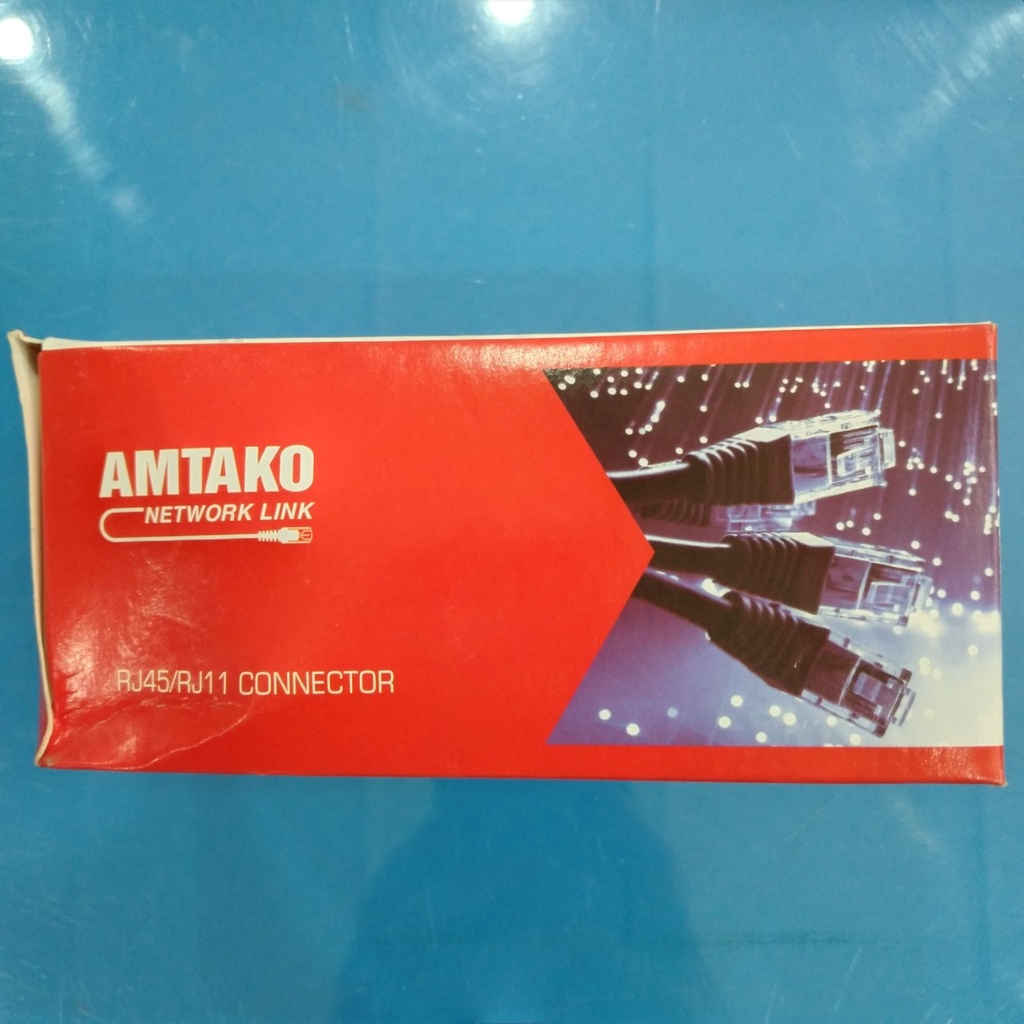 AMTAKO
NETWORK LINK
RJ45/RJ11 CONNECTOR